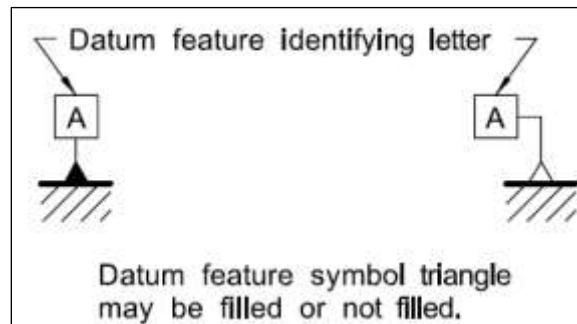 Datum feature identifying letter
A
A
Datum feature symbol triangle
may be filled or not filled.